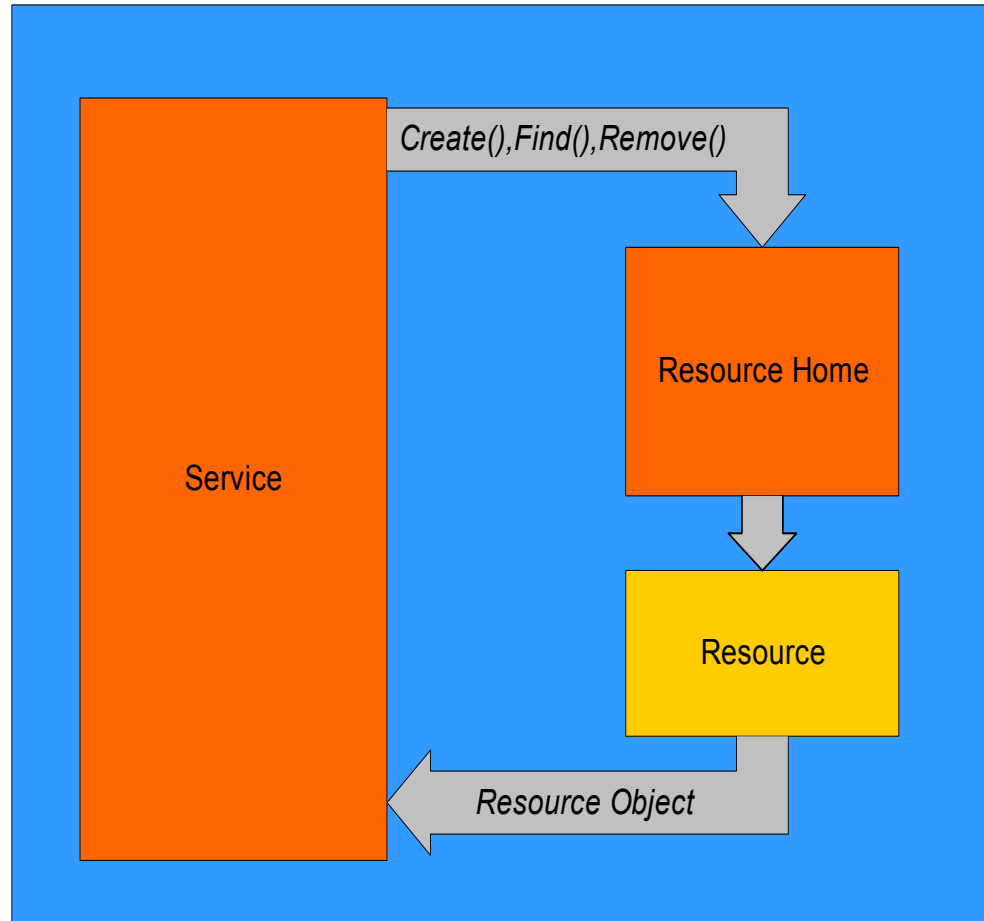 Create(),Find(),Remove()
Resource Home
Service
Resource
Resource Object